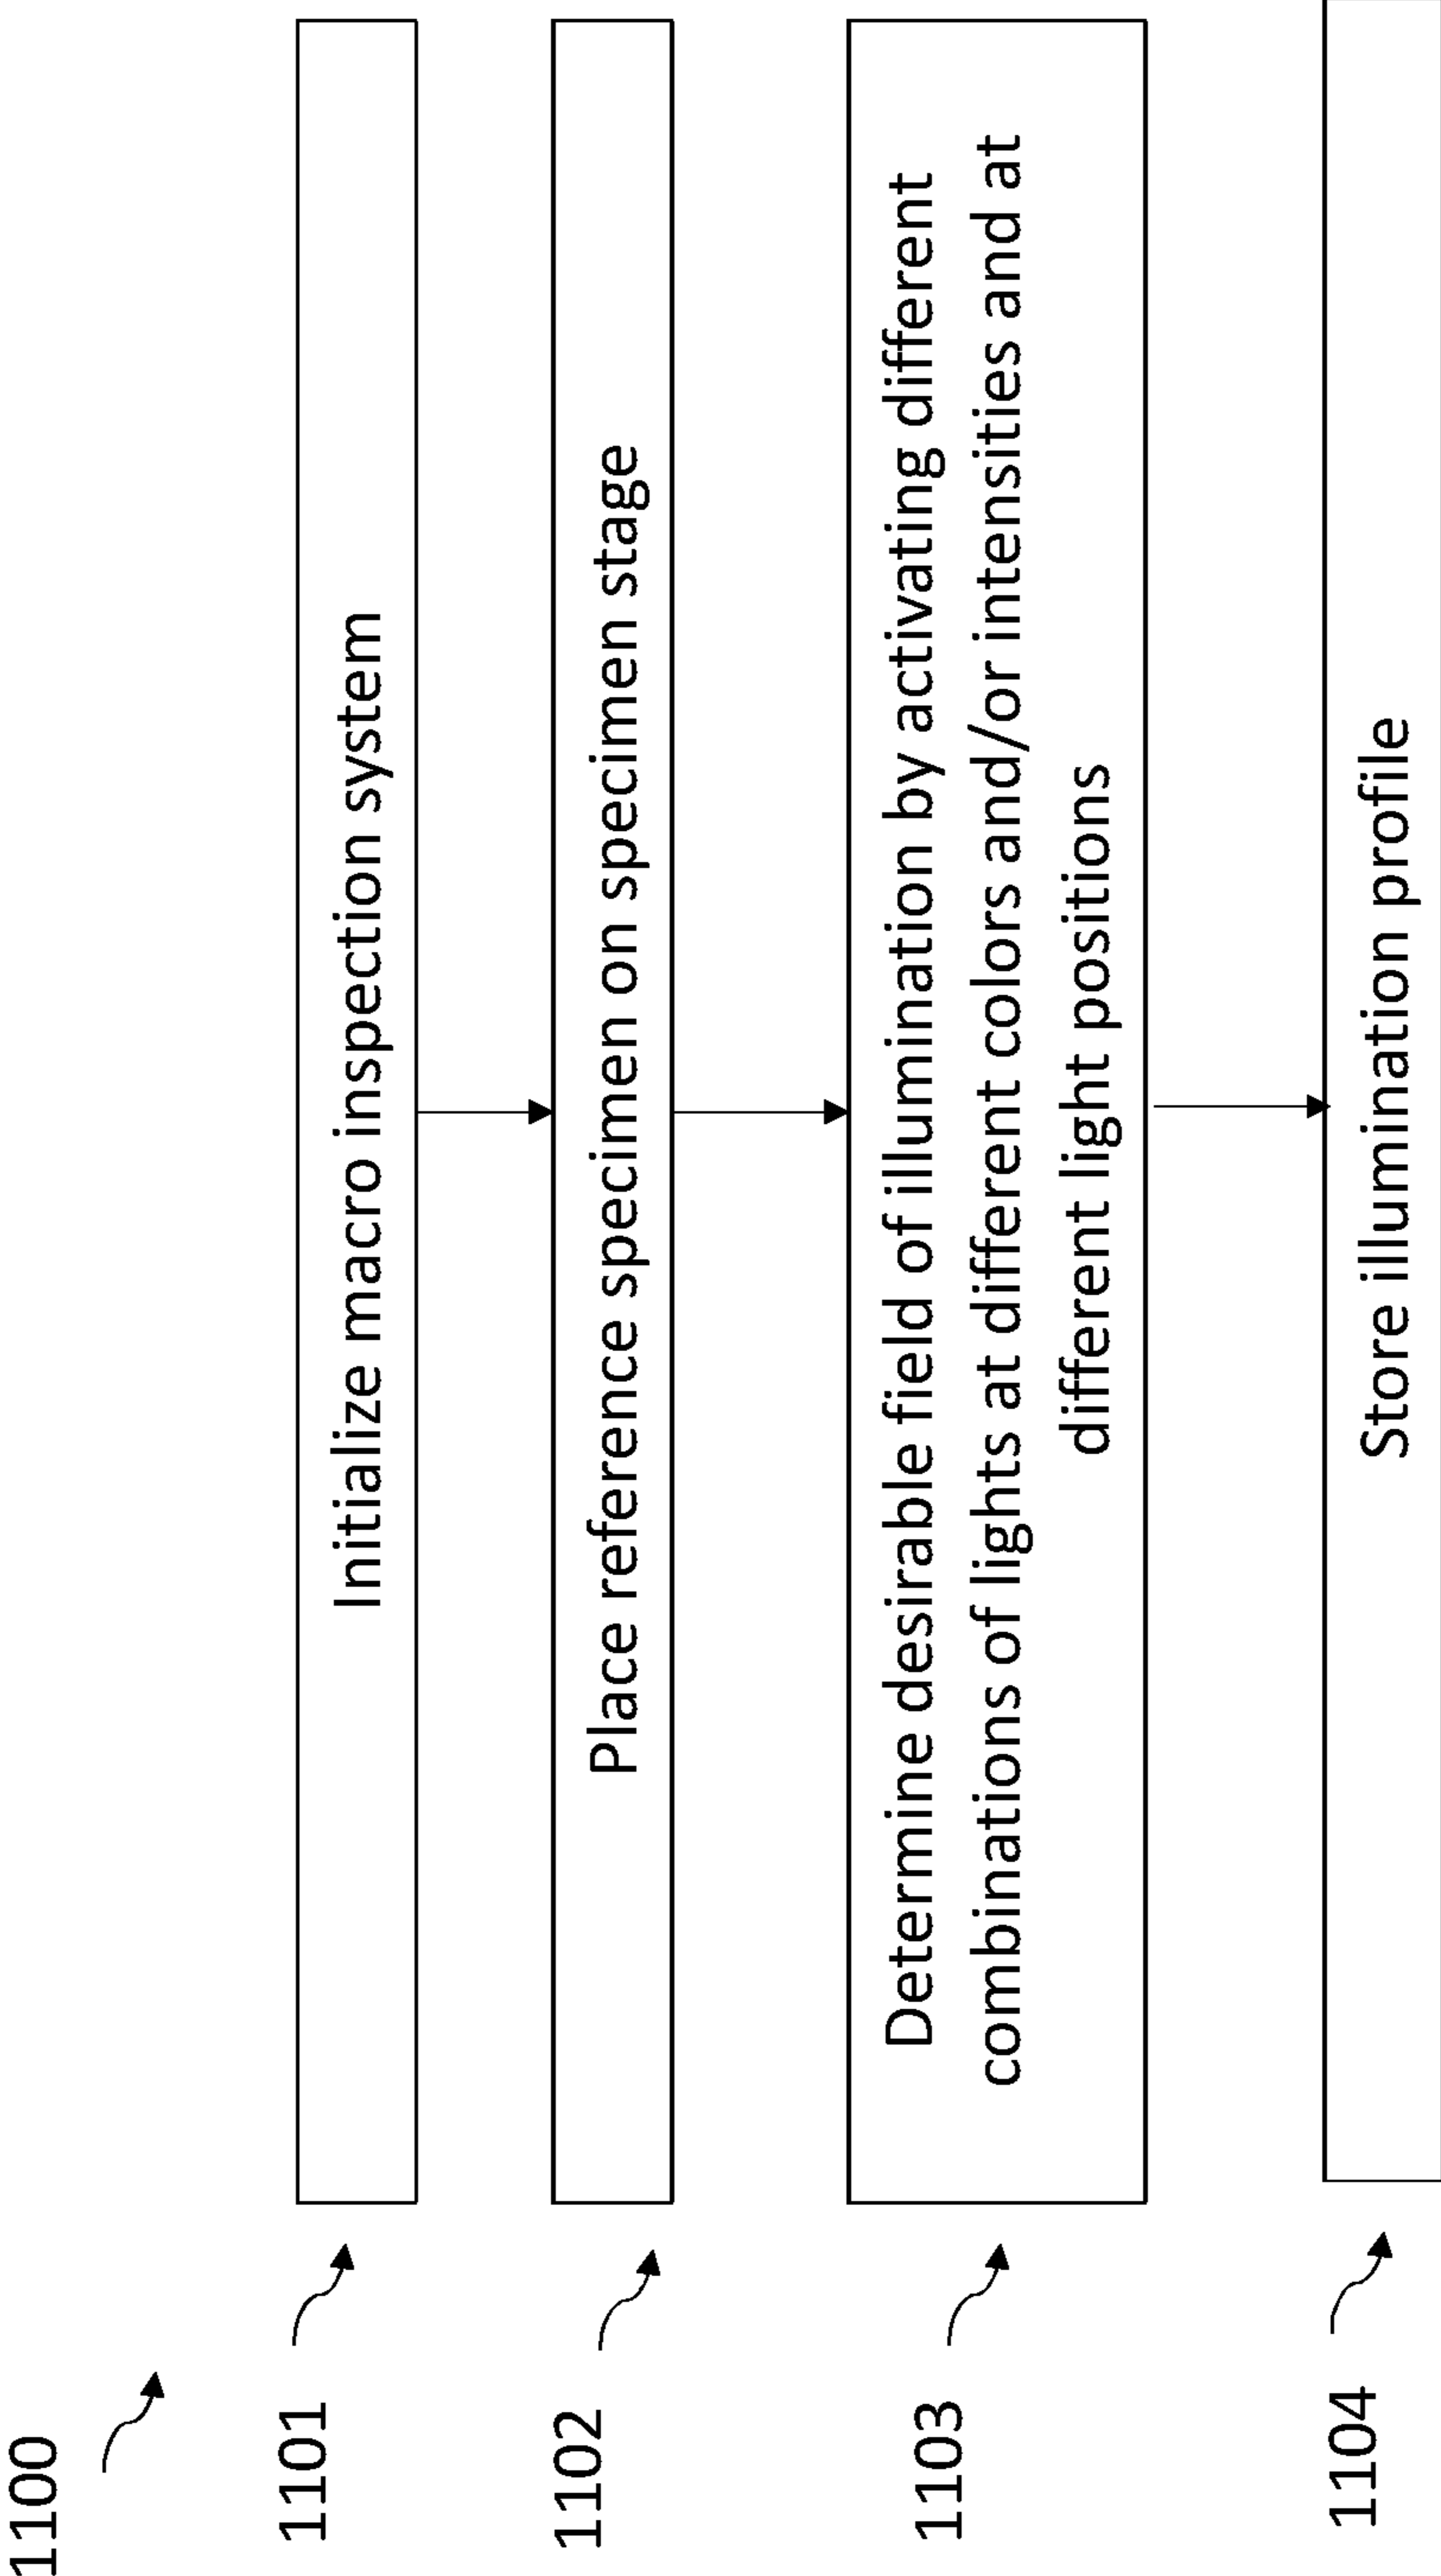 1100
1101
Initialize macro inspection system
1102
Place reference specimen on specimen stage
1103
Determine desirable field of illumination by activating different
combinations of lights at different colors and/or intensities and at
different light positions
1104
Store illumination profile